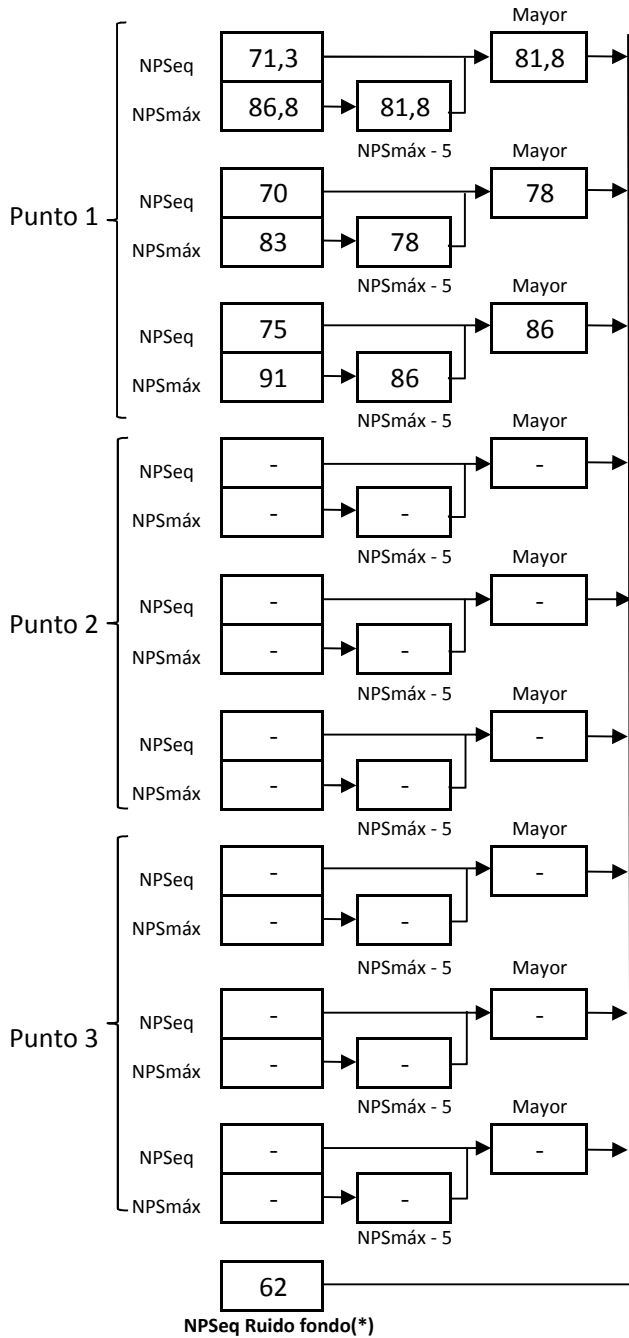 Mayor
NPSeq 71,3 81,8
NPSmáx 86,8 81,8
NPSmáx - 5
Mayor
NPSeq 70 78
Punto 1
NPSmáx 83 78
NPSmáx - 5
Mayor
NPSeq 75 86
NPSmáx 91 86
NPSmáx - 5
Mayor
NPSeq - -
NPSmáx - -
NPSmáx - 5
Mayor
NPSeq - -
Punto 2
NPSmáx - -
NPSmáx - 5
Mayor
NPSeq - -
NPSmáx - -
NPSmáx - 5
Mayor
NPSeq - -
NPSmáx - -
NPSmáx - 5
Mayor
NPSeq - -
Punto 3
NPSmáx - -
NPSmáx - 5
Mayor
NPSeq - -
NPSmáx - -
NPSmáx - 5
62
NPSeq Ruido fondo(*)